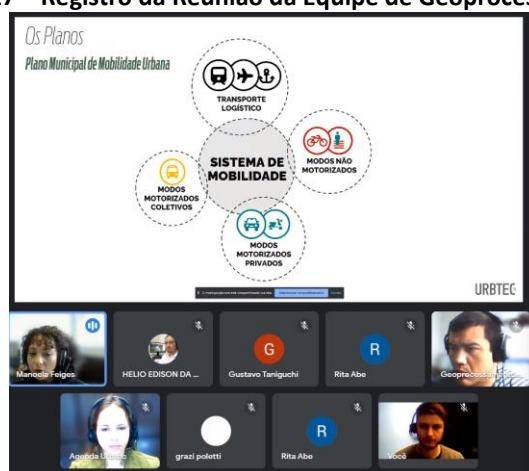 Registro da Reunião da Equipe de Geoproces
Os Planos
Plano Municipal de Mobilidade Urbana
TRANSPORTE
LOGÍSTICO
SISTEMA DE
MOBILIDADE
MODOS NÃO
MOTORIZADOS
MODOS
MOTORIZADOS
COLETIVOS
MODOS
MOTORIZADOS
PRIVADOS
URBTEC
Manoela Feiges
HELIO EDISON DA ...
G
Gustavo Taniguchi
R
Rita Abe
Agenda
grazi poletti
R
Rita Abe
Você